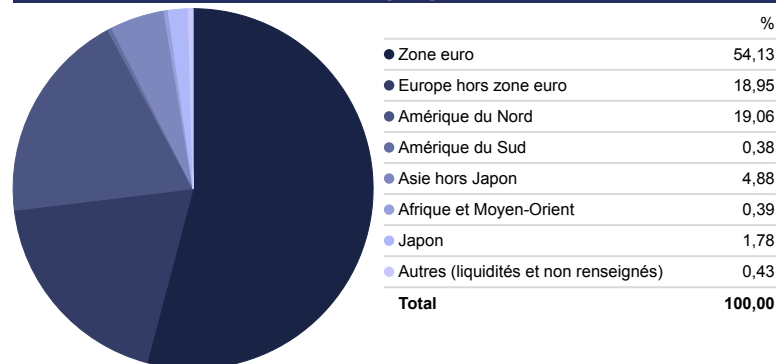 %
Zone euro 54,13
Europe hors zone euro 18,95
Amérique du Nord 19,06
Amérique du Sud 0,38
Asie hors Japon 4,88
Afrique et Moyen-Orient 0,39
Japon 1,78
Autres (liquidités et non renseignés) 0,43
Total 100,00